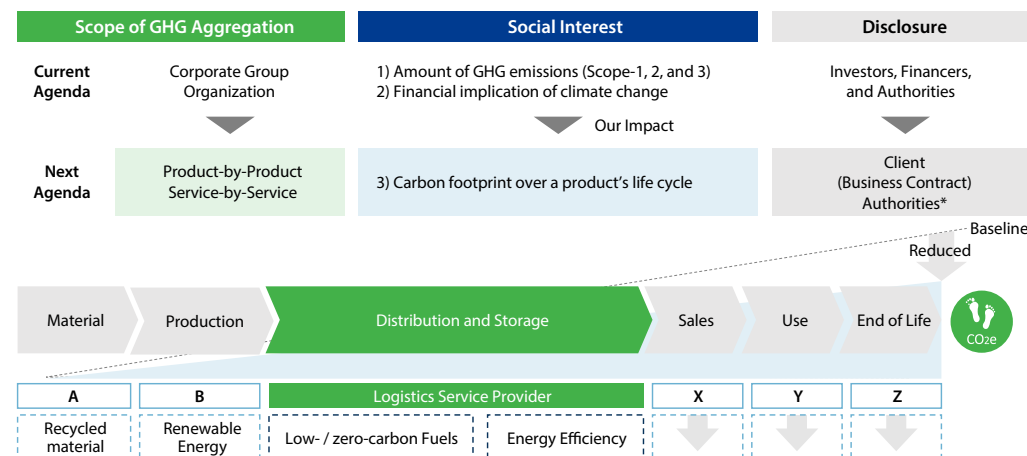 Scope of GHG Aggregation
Social Interest
Disclosure
Current
Agenda
Corporate Group
Organization
1) Amount of GHG emissions (Scope-1, 2, and 3)
2) Financial implication of climate change
Investors, Financers,
and Authorities
Our Impact
Next
Agenda
Product-by-Product
Service-by-Service
3) Carbon footprint over a product's life cycle
Client
(Business Contract)
Authorities*
Baseline
Reduced
Material
Production
Distribution and Storage
Sales
Use
End of Life
CO2e
A
B
Logistics Service Provider
X
Y
Z
Recycled
material
Renewable
Energy
Low- / zero-carbon Fuels
Energy Efficiency